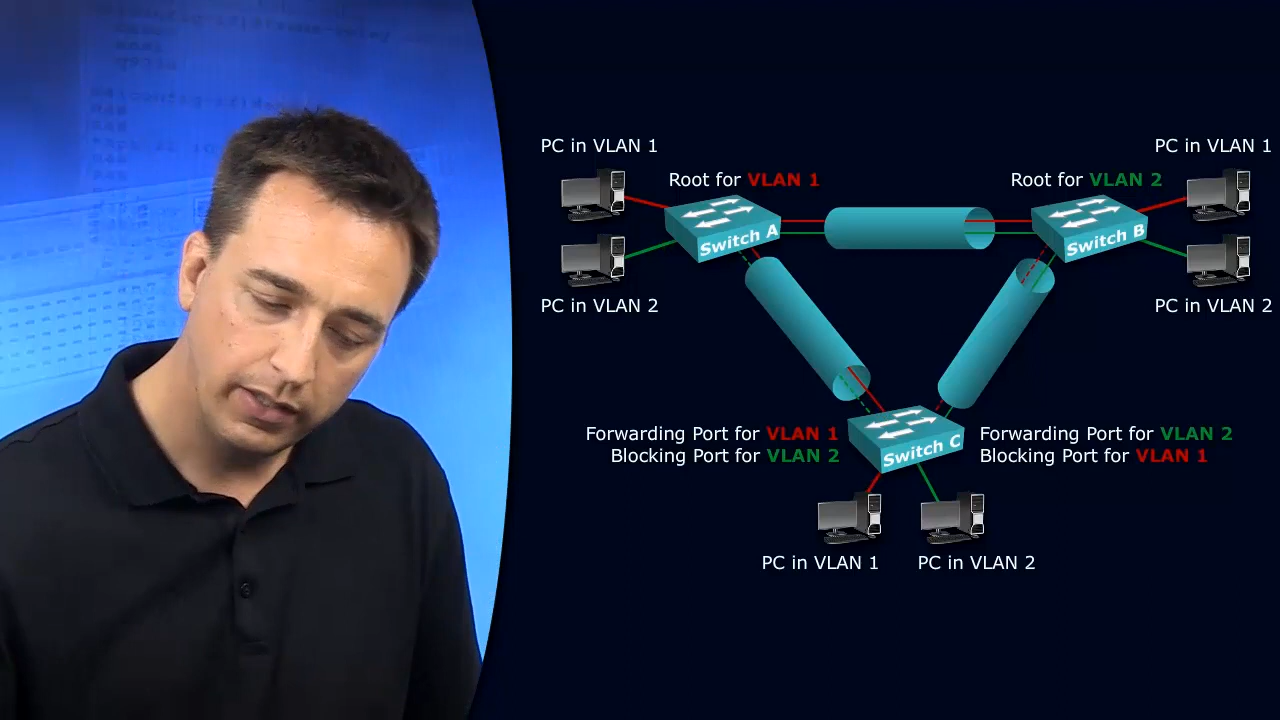 PC in VLAN 1
PC in VLAN 1
Root for VLAN 1
Root for VLAN 2
Switch A
Switch B
PC in VLAN 2
PC in VLAN 2
Forwarding Port for VLAN 1
Blocking Port for VLAN 2
Switch C
Forwarding Port for VLAN 2
Blocking Port for VLAN 1
PC in VLAN 1
PC in VLAN 2